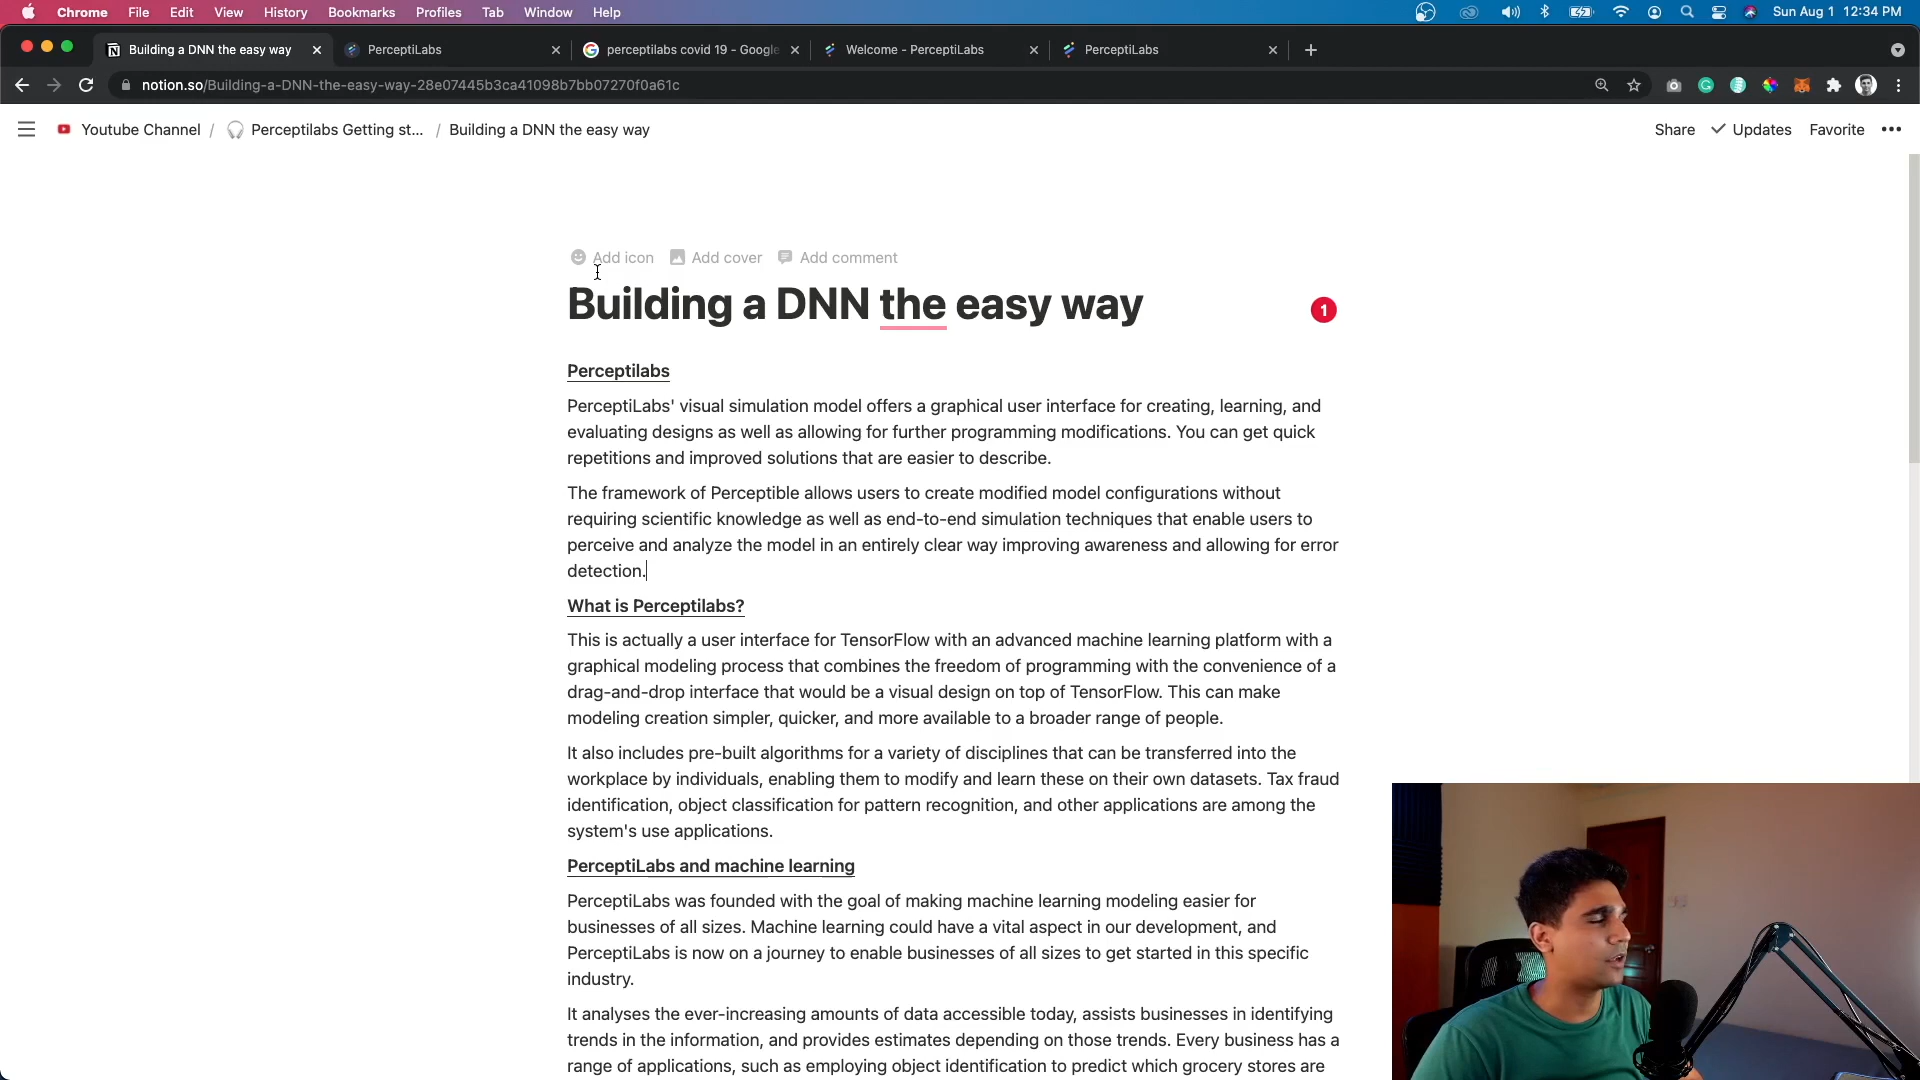 Chrome File Edit View History Bookmarks Profiles Tab Window Help Sun Aug 1 12:34 PM
Building a DNN the easy way PerceptiLabs perceptilabs covid 19 - Google Welcome - PerceptiLabs PerceptiLabs
notion.so/Building-a-DNN-the-easy-way-28e07445b3ca41098b7bb07270f0a61c
Youtube Channel / Perceptilabs Getting st... / Building a DNN the easy way Share Updates Favorite
Add icon Add cover Add comment
Building a DNN the easy way 1
Perceptilabs
PerceptiLabs' visual simulation model offers a graphical user interface for creating, learning, and
evaluating designs as well as allowing for further programming modifications. You can get quick
repetitions and improved solutions that are easier to describe.
The framework of Perceptible allows users to create modified model configurations without
requiring scientific knowledge as well as end-to-end simulation techniques that enable users to
perceive and analyze the model in an entirely clear way improving awareness and allowing for error
detection.
What is Perceptilabs?
This is actually a user interface for TensorFlow with an advanced machine learning platform with a
graphical modeling process that combines the freedom of programming with the convenience of a
drag-and-drop interface that would be a visual design on top of TensorFlow. This can make
modeling creation simpler, quicker, and more available to a broader range of people.
It also includes pre-built algorithms for a variety of disciplines that can be transferred into the
workplace by individuals, enabling them to modify and learn these on their own datasets. Tax fraud
identification, object classification for pattern recognition, and other applications are among the
system's use applications.
PerceptiLabs and machine learning
PerceptiLabs was founded with the goal of making machine learning modeling easier for
businesses of all sizes. Machine learning could have a vital aspect in our development, and
PerceptiLabs is now on a journey to enable businesses of all sizes to get started in this specific
industry.
It analyses the ever-increasing amounts of data accessible today, assists businesses in identifying
trends in the information, and provides estimates depending on those trends. Every business has a
range of applications, such as employing object identification to predict which grocery stores are